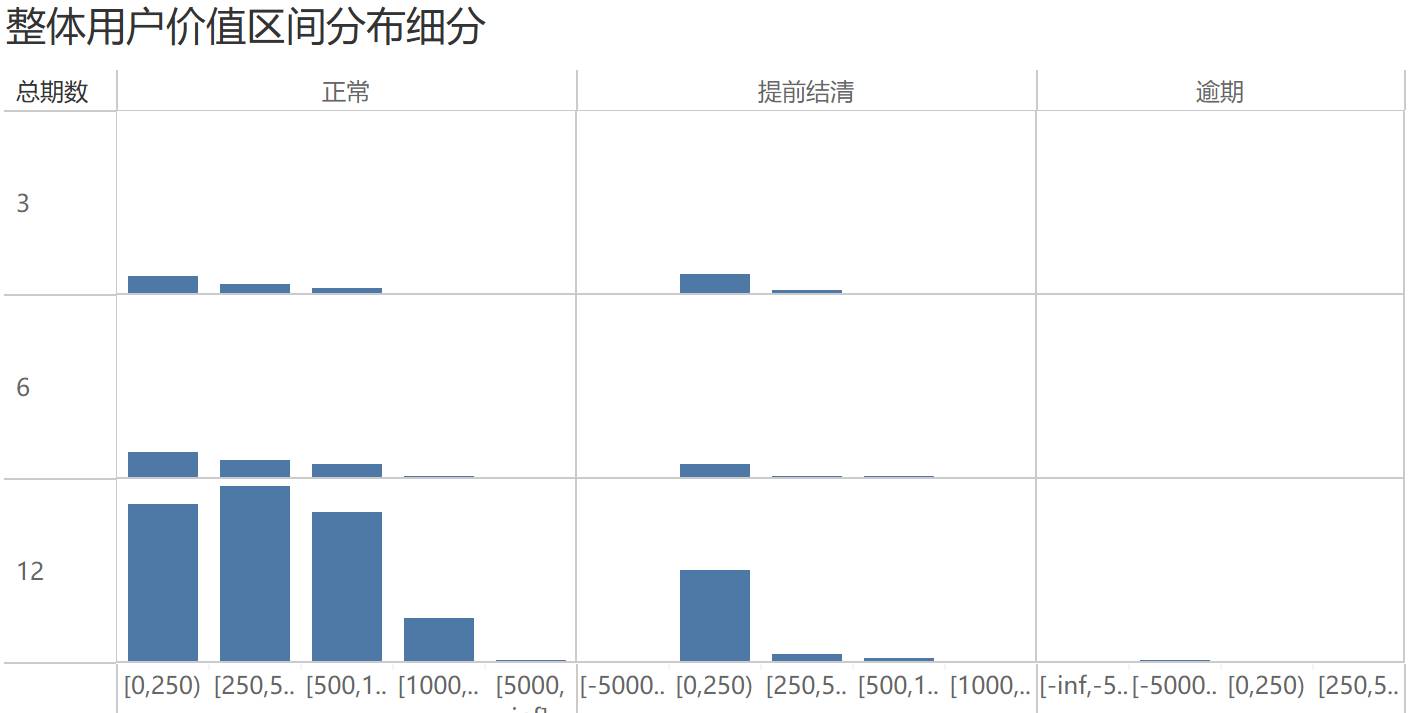 整体用户价值区间分布细分
总期数 正常 提前结清 逾期
3
6
12
[0,250) [250,5.. [500,1.. [1000,.. [5000, [-5000.. [0,250) [250,5.. [500,1.. [1000,.. [-inf,-5.. [-5000.. [0,250) [250,5..